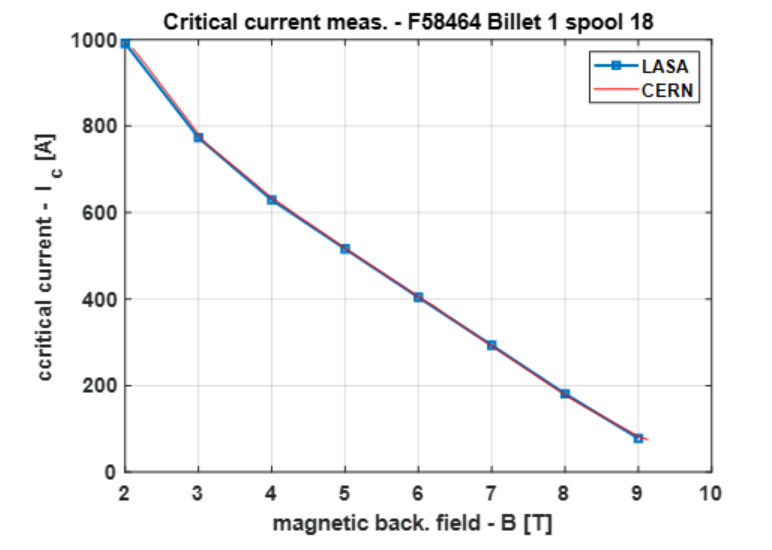 Critical current meas. - F58464 Billet 1 spool 18
1000
800
600
400
200
0
ccritical current - I c [A]
LASA
CERN
2 3 4 5 6 7 8 9 10
magnetic back. field - B [T]